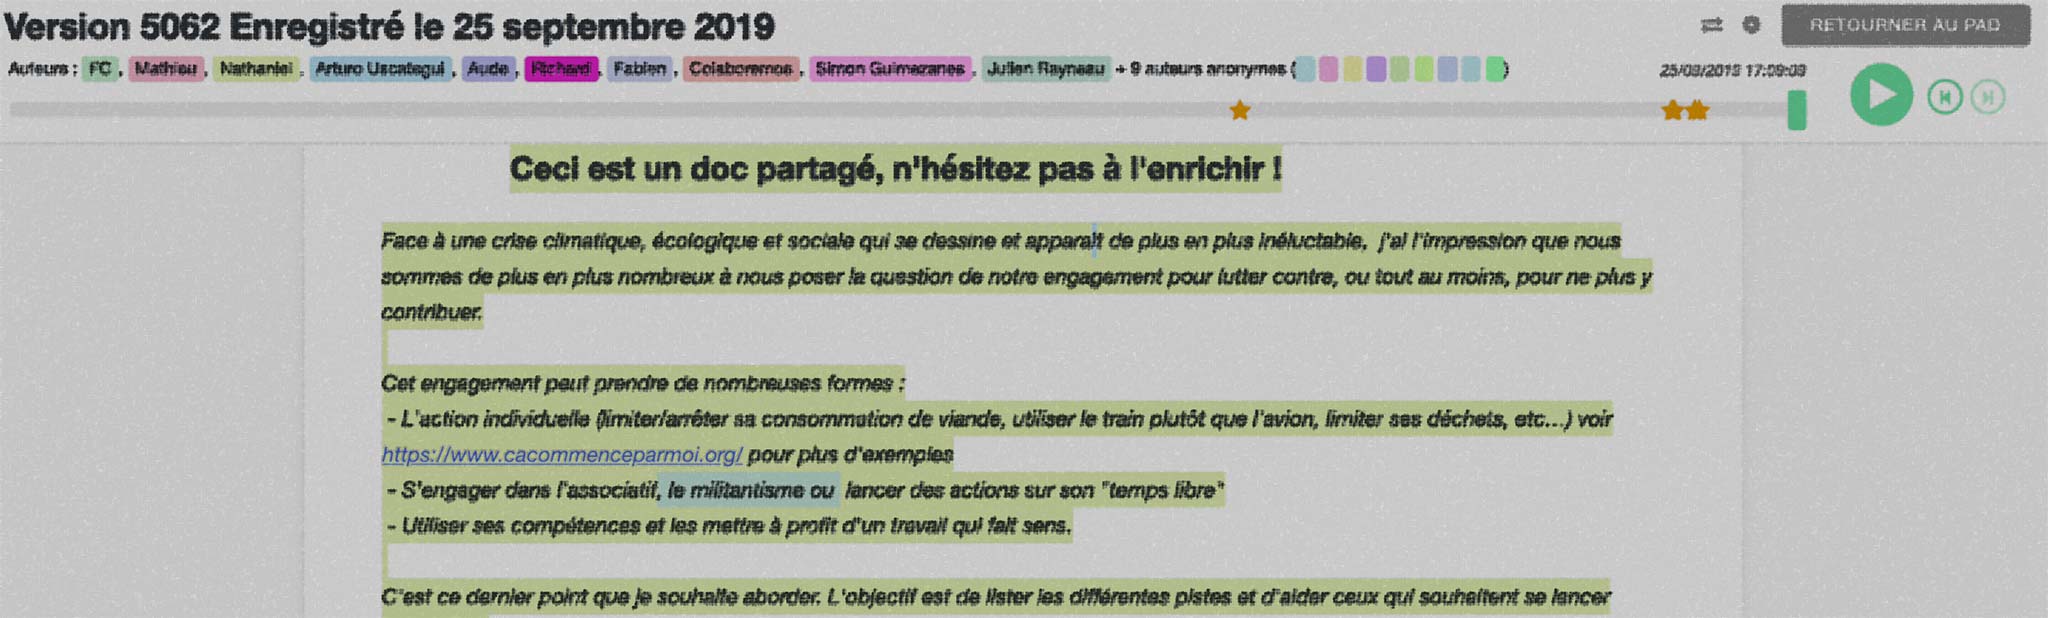 Version 5062 Enregistré le 25 septembre 2019
RETOURNER AU PAD
Auteurs : FC , Mathieu , Nathaniel , Arturo Uscategui , Aude , Richard , Fabien , Colaboremos , Simon Guimezanes , Julien Rayneau + 9 auteurs anonymes ( )
25/09/2019 17:09:09
Ceci est un doc partagé, n'hésitez pas à l'enrichir !
Face à une crise climatique, écologique et sociale qui se dessine et apparaît de plus en plus inéluctable, j'ai l'impression que nous
sommes de plus en plus nombreux à nous poser la question de notre engagement pour lutter contre, ou tout au moins, pour ne plus y
contribuer.
Cet engagement peut prendre de nombreuses formes :
- L'action individuelle (limiter/arrêter sa consommation de viande, utiliser le train plutôt que l'avion, limiter ses déchets, etc...) voir
https://www.cacommenceparmoi.org/ pour plus d'exemples
- S'engager dans l'associatif, le militantisme ou lancer des actions sur son "temps libre"
- Utiliser ses compétences et les mettre à profit d'un travail qui fait sens.
C'est ce dernier point que je souhaite aborder. L'objectif est de lister les différentes pistes et d'aider ceux qui souhaitent se lancer